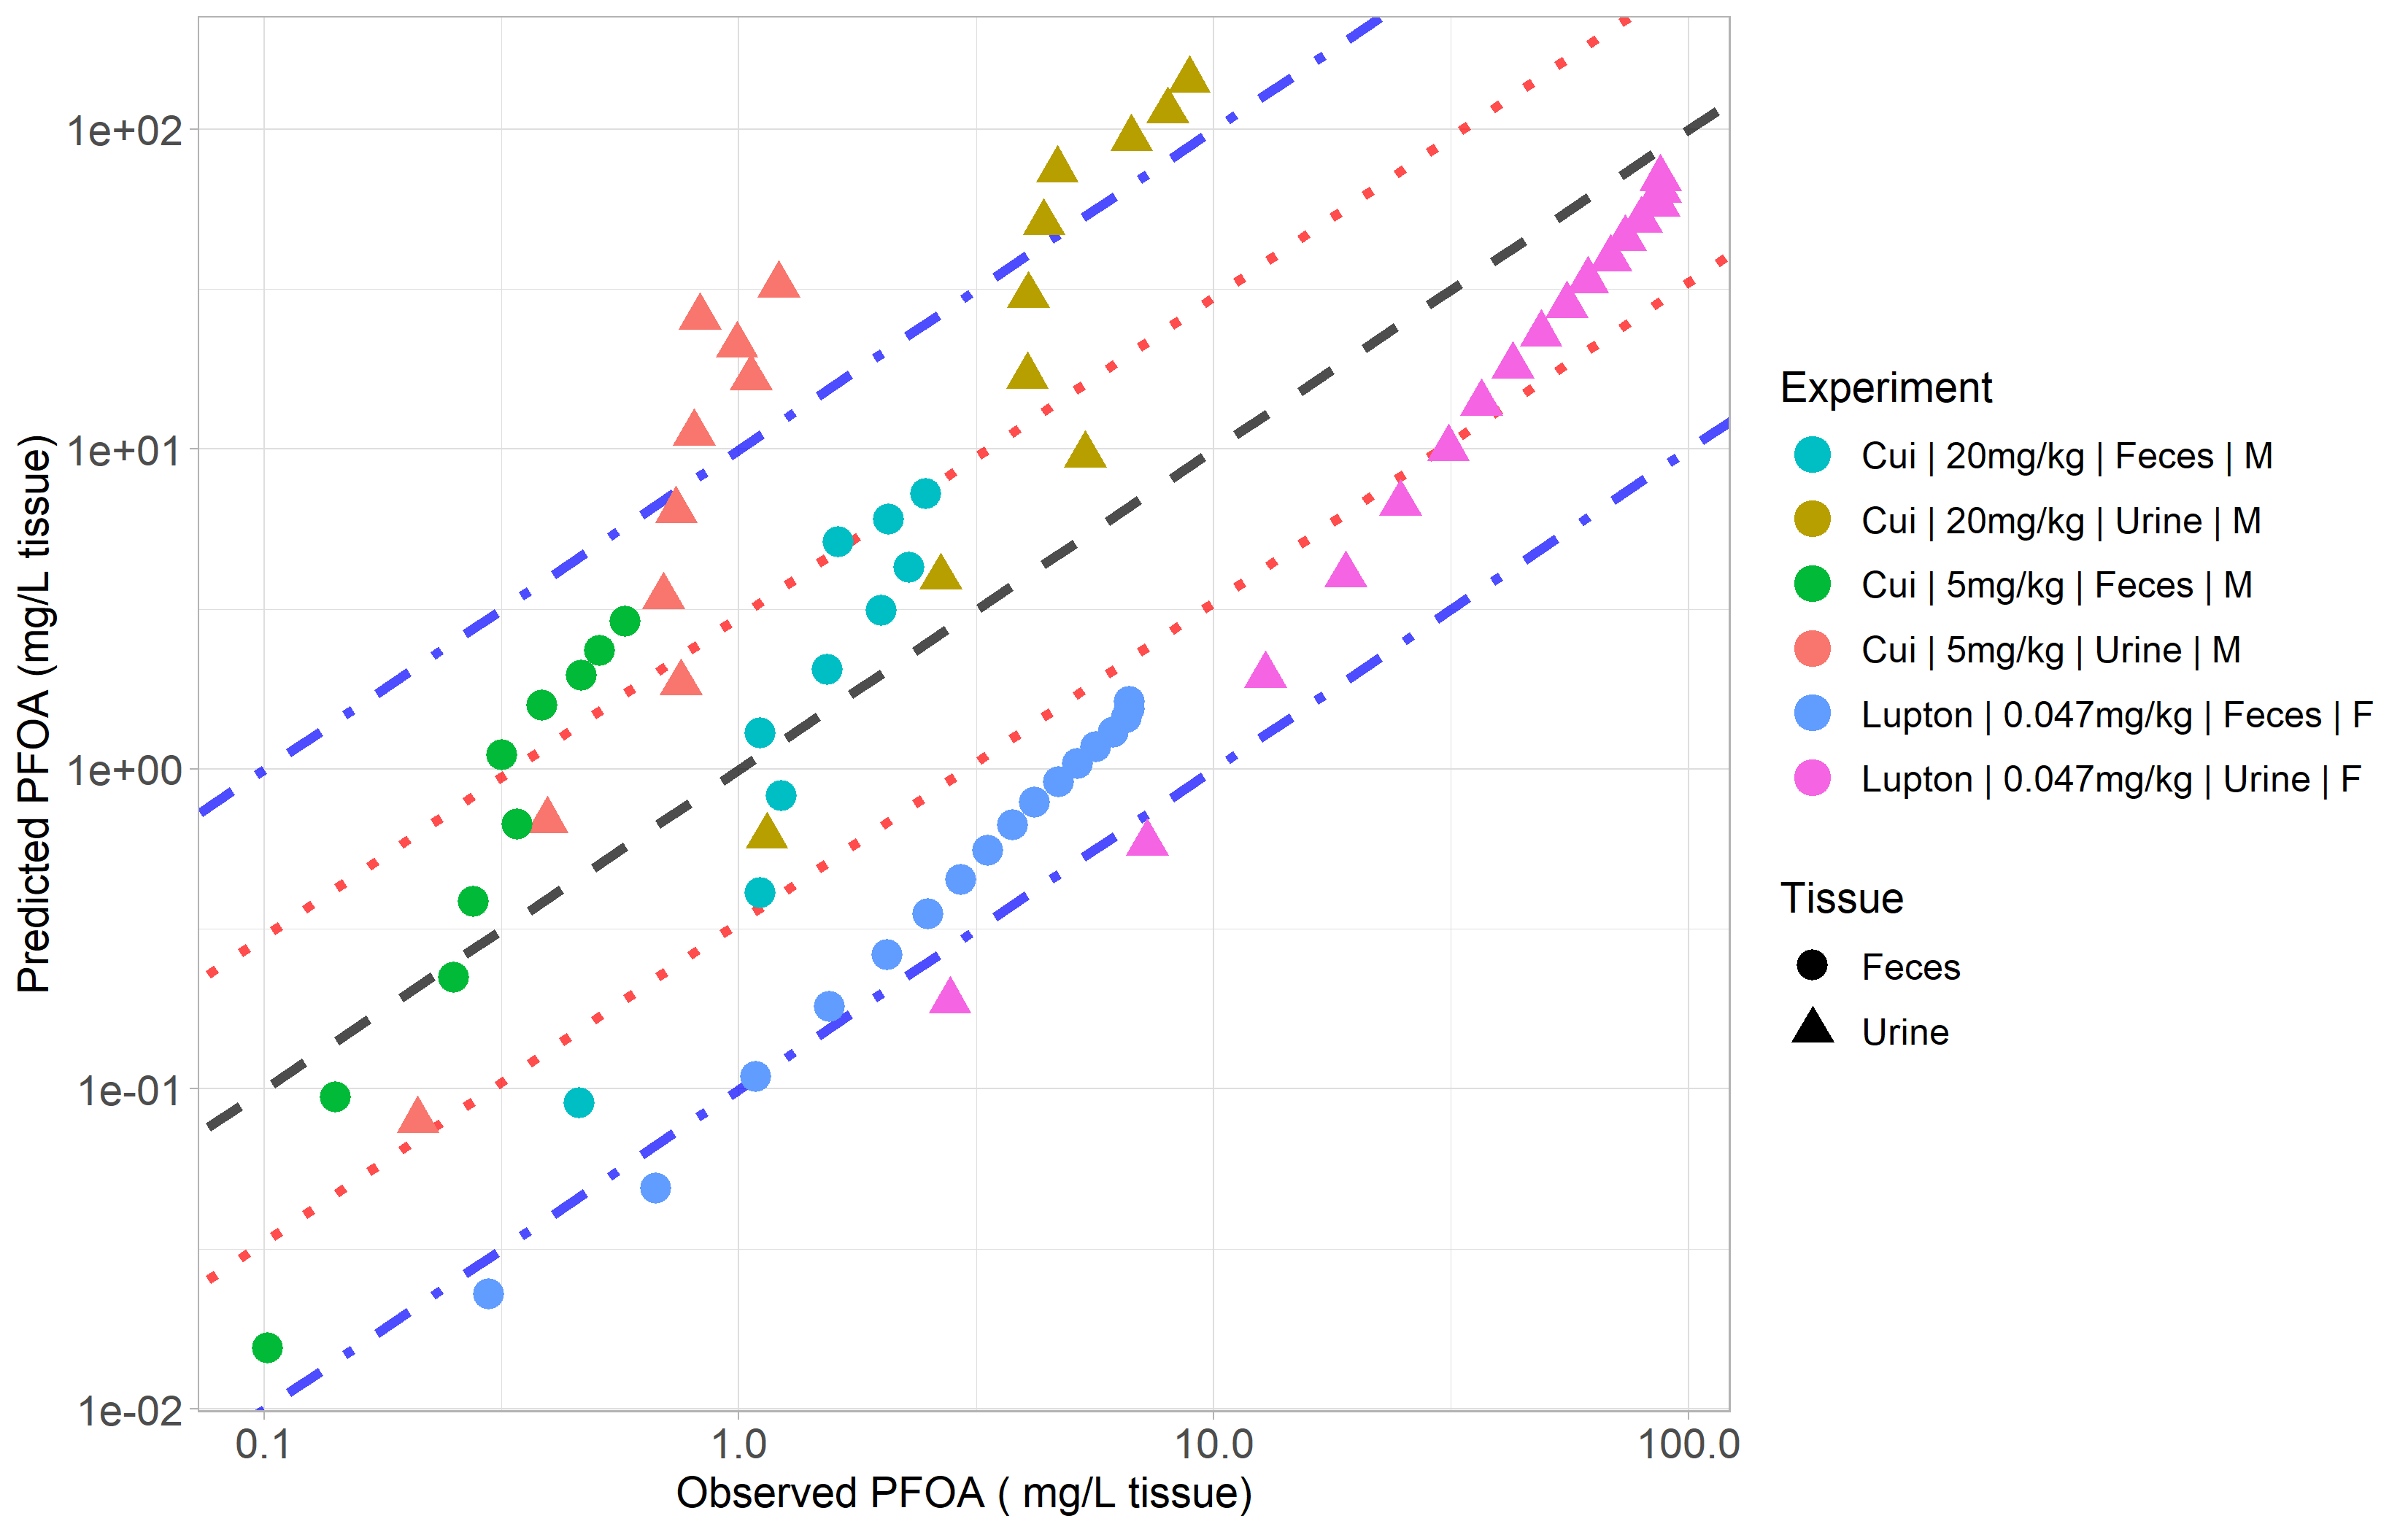 Predicted PFOA (mg/L tissue)
1e+02
1e+01
1e+00
1e-01
1e-02
0.1
1.0
10.0
100.0
Observed PFOA ( mg/L tissue)
Experiment
Cui | 20mg/kg | Feces | M
Cui | 20mg/kg | Urine | M
Cui | 5mg/kg | Feces | M
Cui | 5mg/kg | Urine | M
Lupton | 0.047mg/kg | Feces | F
Lupton | 0.047mg/kg | Urine | F
Tissue
Feces
Urine